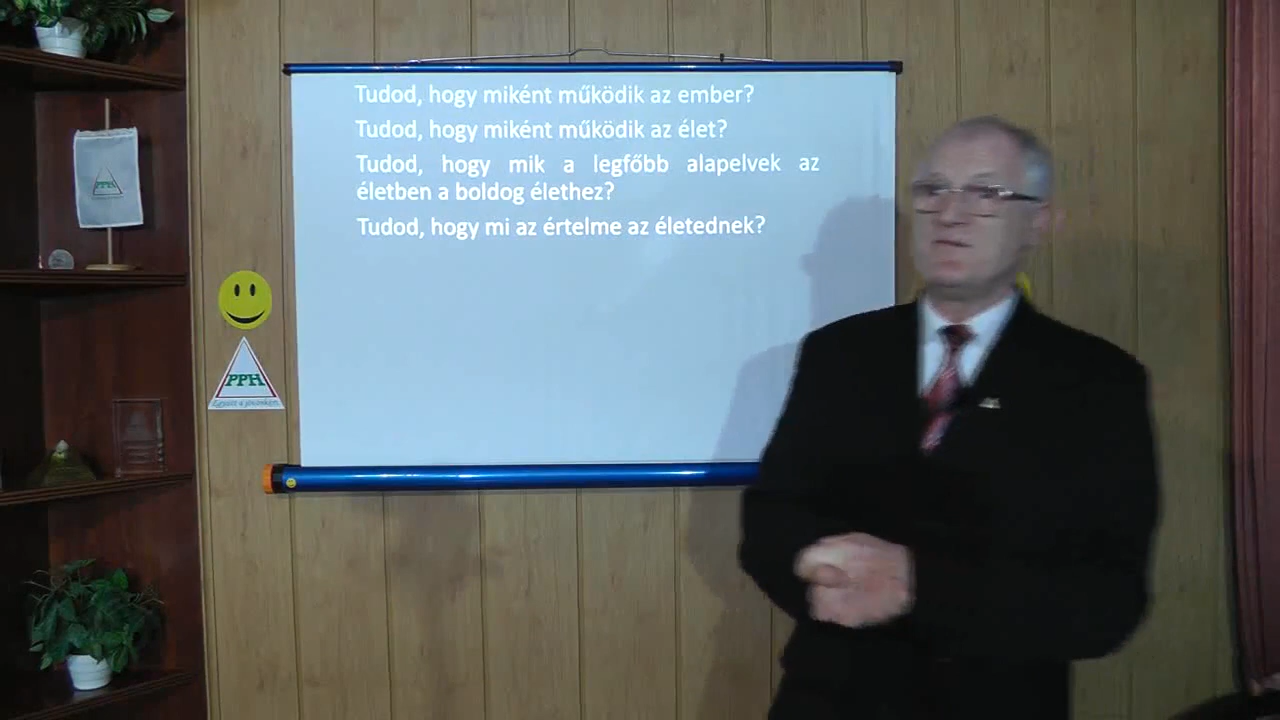 Tudod, hogy miként működik az ember?
Tudod, hogy miként működik az élet?
Tudod, hogy mik a legfőbb alapelvek az
életben a boldog élethez?
Tudod, hogy mi az értelme az életednek?
PPH
PPH